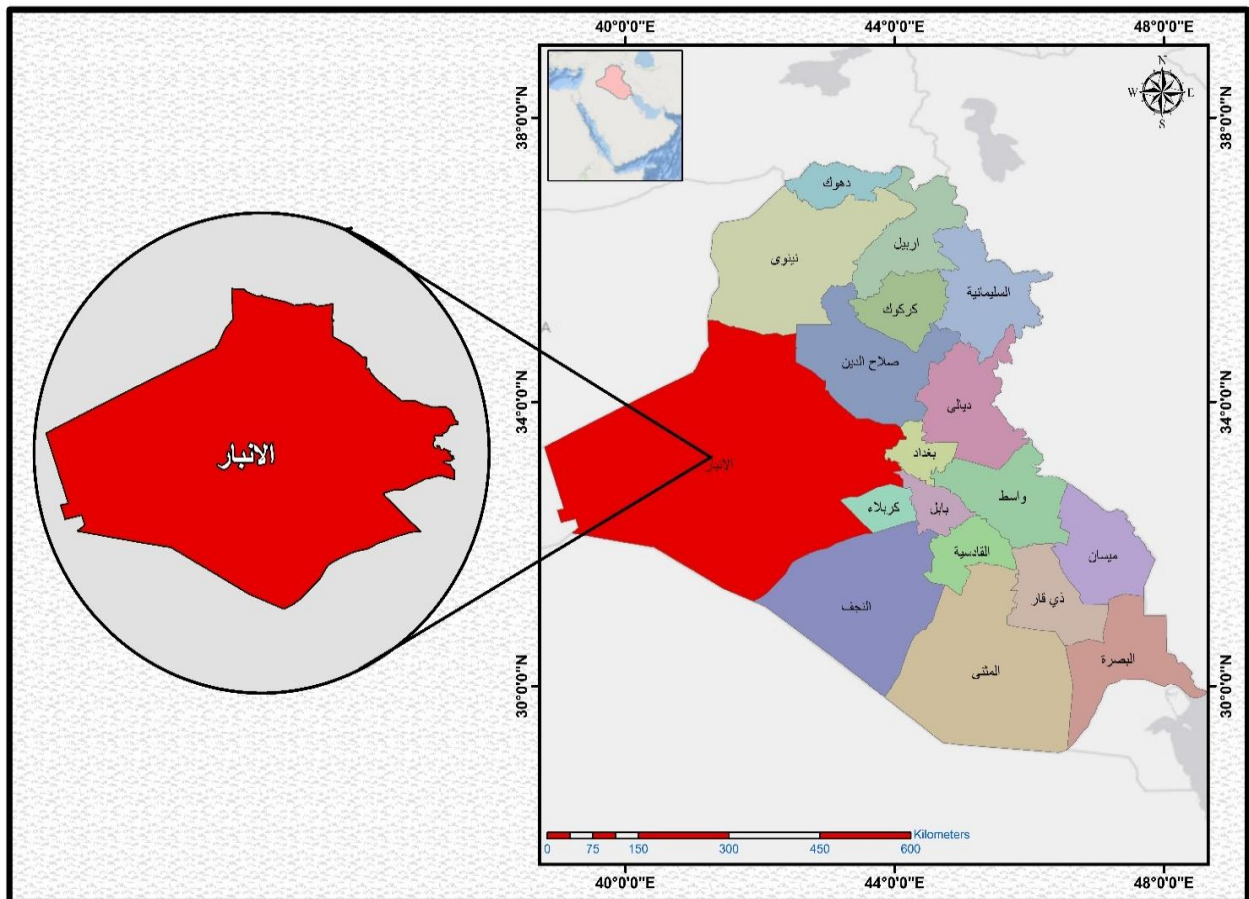 40°0'0"E 44°0'0"E 48°0'0"E
N
W E
S
38°0'0"N 38°0'0"N
دهوك
اربيل
نينوى
السليمانية
كركوك
A
صلاح الدين
ديالى
34°0'0"N 34°0'0"N
الانبار
بغداد
الانبار
واسط
كربلاء
بابل
القادسية
ميسان
ذي قار
النجف
البصرة
المثنى
30°0'0"N 30°0'0"N
Kilometers
0 75 150 300 450 600
40°0'0"E 44°0'0"E 48°0'0"E